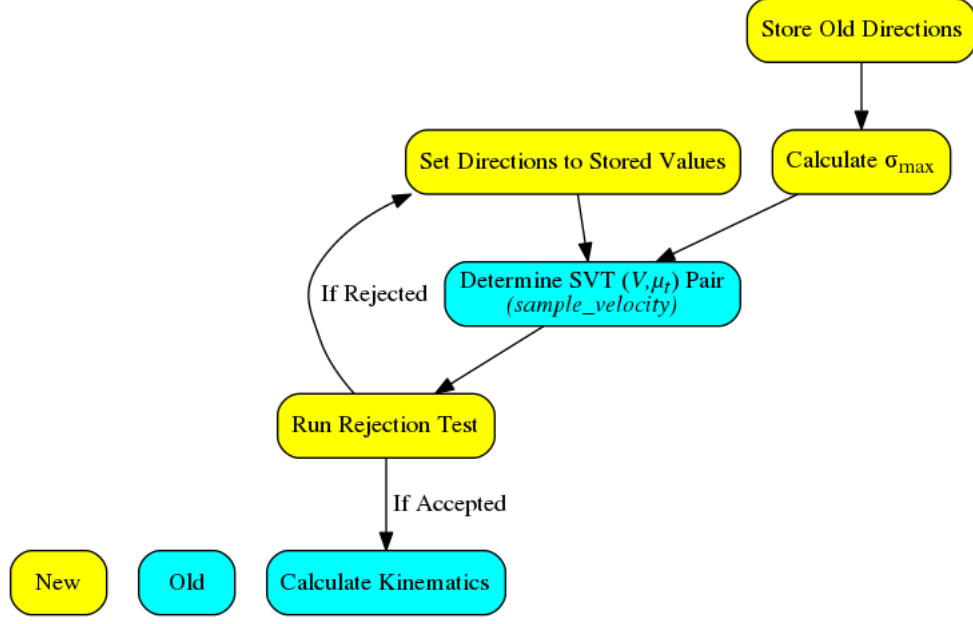 Store Old Directions
Set Directions to Stored Values
Calculate σmax
Determine SVT (V,μt) Pair
(sample_velocity)
If Rejected
Run Rejection Test
If Accepted
New
Old
Calculate Kinematics